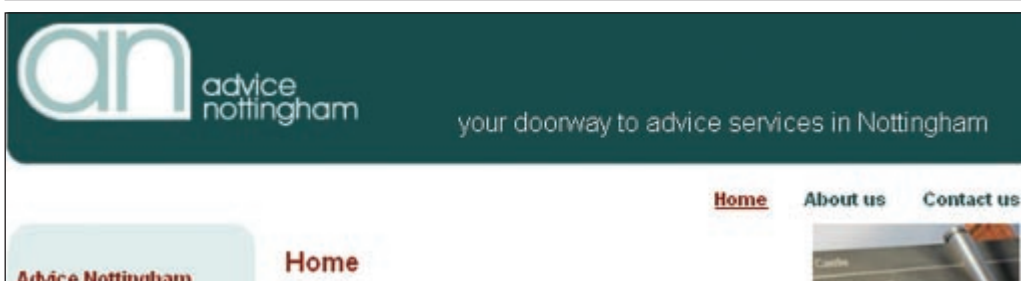 an
advice
nottingham
your doorway to advice services in Nottingham
Home About us Contact us
Home
Advice Nottingham